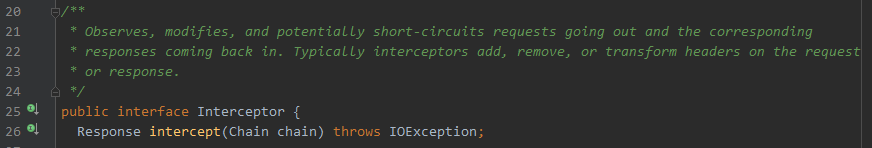 20 /**
21  * Observes, modifies, and potentially short-circuits requests going out and the corresponding
22  * responses coming back in. Typically interceptors add, remove, or transform headers on the request
23  * or response.
24  */
25 public interface Interceptor {
26   Response intercept(Chain chain) throws IOException;